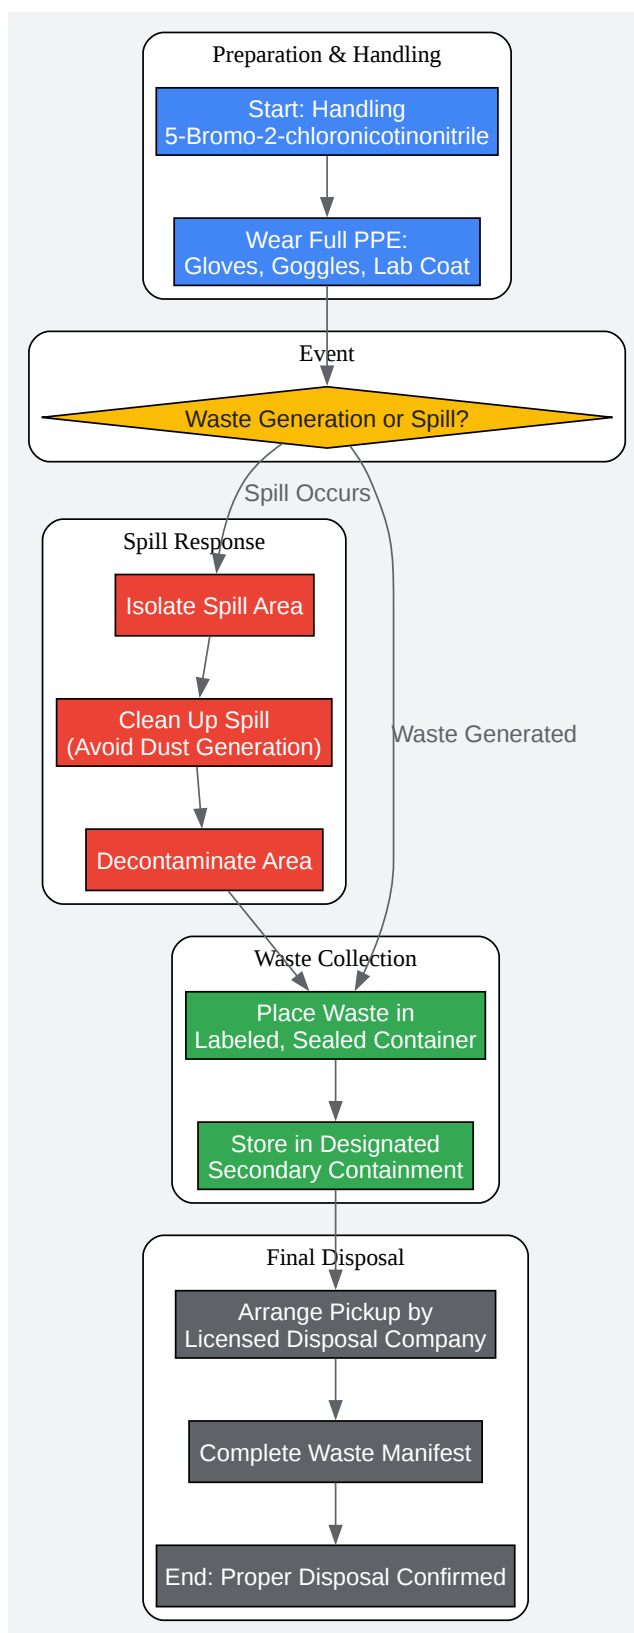 Preparation & Handling
Start: Handling
5-Bromo-2-chloronicotinonitrile
Wear Full PPE:
Gloves, Goggles, Lab Coat
Event
Waste Generation or Spill?
Spill Occurs
Spill Response
Isolate Spill Area
Clean Up Spill
(Avoid Dust Generation)
Waste Generated
Decontaminate Area
Waste Collection
Place Waste in
Labeled, Sealed Container
Store in Designated
Secondary Containment
Final Disposal
Arrange Pickup by
Licensed Disposal Company
Complete Waste Manifest
End: Proper Disposal Confirmed